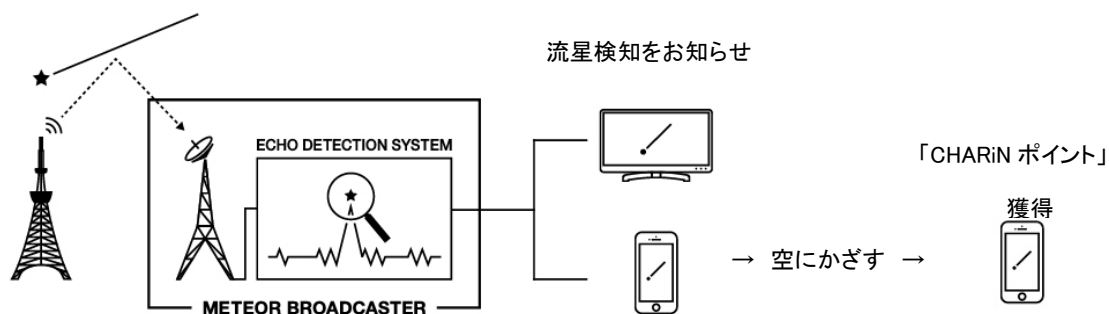 流星検知をお知らせ
ECHO DETECTION SYSTEM
METEOR BROADCASTER
→ 空にかざす →
「CHARiN ポイント」
獲得